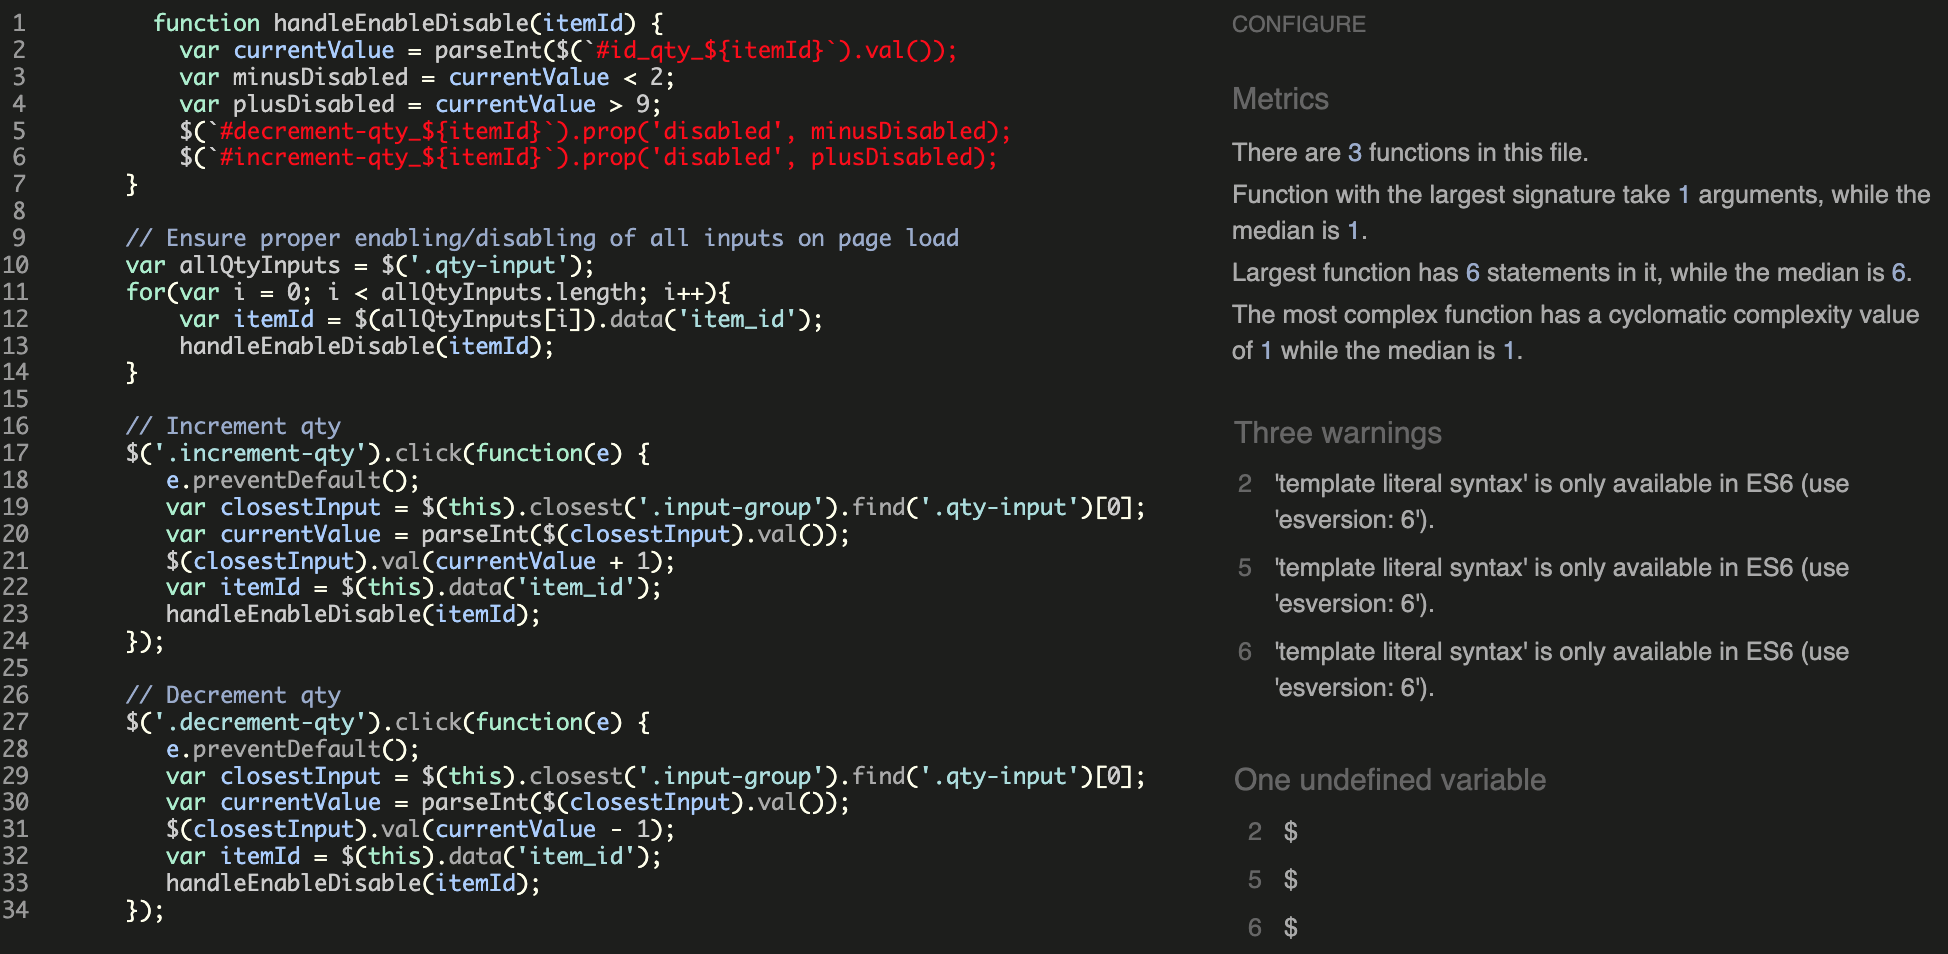 1 function handleEnableDisable(itemId) {
2 var currentValue = parseInt($(`#id_qty_${itemId}`).val());
3 var minusDisabled = currentValue < 2;
4 var plusDisabled = currentValue > 9;
5 $(`#decrement-qty_${itemId}`).prop('disabled', minusDisabled);
6 $(`#increment-qty_${itemId}`).prop('disabled', plusDisabled);
7 }
8
9 // Ensure proper enabling/disabling of all inputs on page load
10 var allQtyInputs = $('.qty-input');
11 for(var i = 0; i < allQtyInputs.length; i++){
12 var itemId = $(allQtyInputs[i]).data('item_id');
13 handleEnableDisable(itemId);
14 }
15
16 // Increment qty
17 $('.increment-qty').click(function(e) {
18 e.preventDefault();
19 var closestInput = $(this).closest('.input-group').find('.qty-input')[0];
20 var currentValue = parseInt($(closestInput).val());
21 $(closestInput).val(currentValue + 1);
22 var itemId = $(this).data('item_id');
23 handleEnableDisable(itemId);
24 });
25
26 // Decrement qty
27 $('.decrement-qty').click(function(e) {
28 e.preventDefault();
29 var closestInput = $(this).closest('.input-group').find('.qty-input')[0];
30 var currentValue = parseInt($(closestInput).val());
31 $(closestInput).val(currentValue - 1);
32 var itemId = $(this).data('item_id');
33 handleEnableDisable(itemId);
34 });
CONFIGURE
Metrics
There are 3 functions in this file.
Function with the largest signature take 1 arguments, while the
median is 1.
Largest function has 6 statements in it, while the median is 6.
The most complex function has a cyclomatic complexity value
of 1 while the median is 1.
Three warnings
2 'template literal syntax' is only available in ES6 (use
'esversion: 6').
5 'template literal syntax' is only available in ES6 (use
'esversion: 6').
6 'template literal syntax' is only available in ES6 (use
'esversion: 6').
One undefined variable
2 $
5 $
6 $